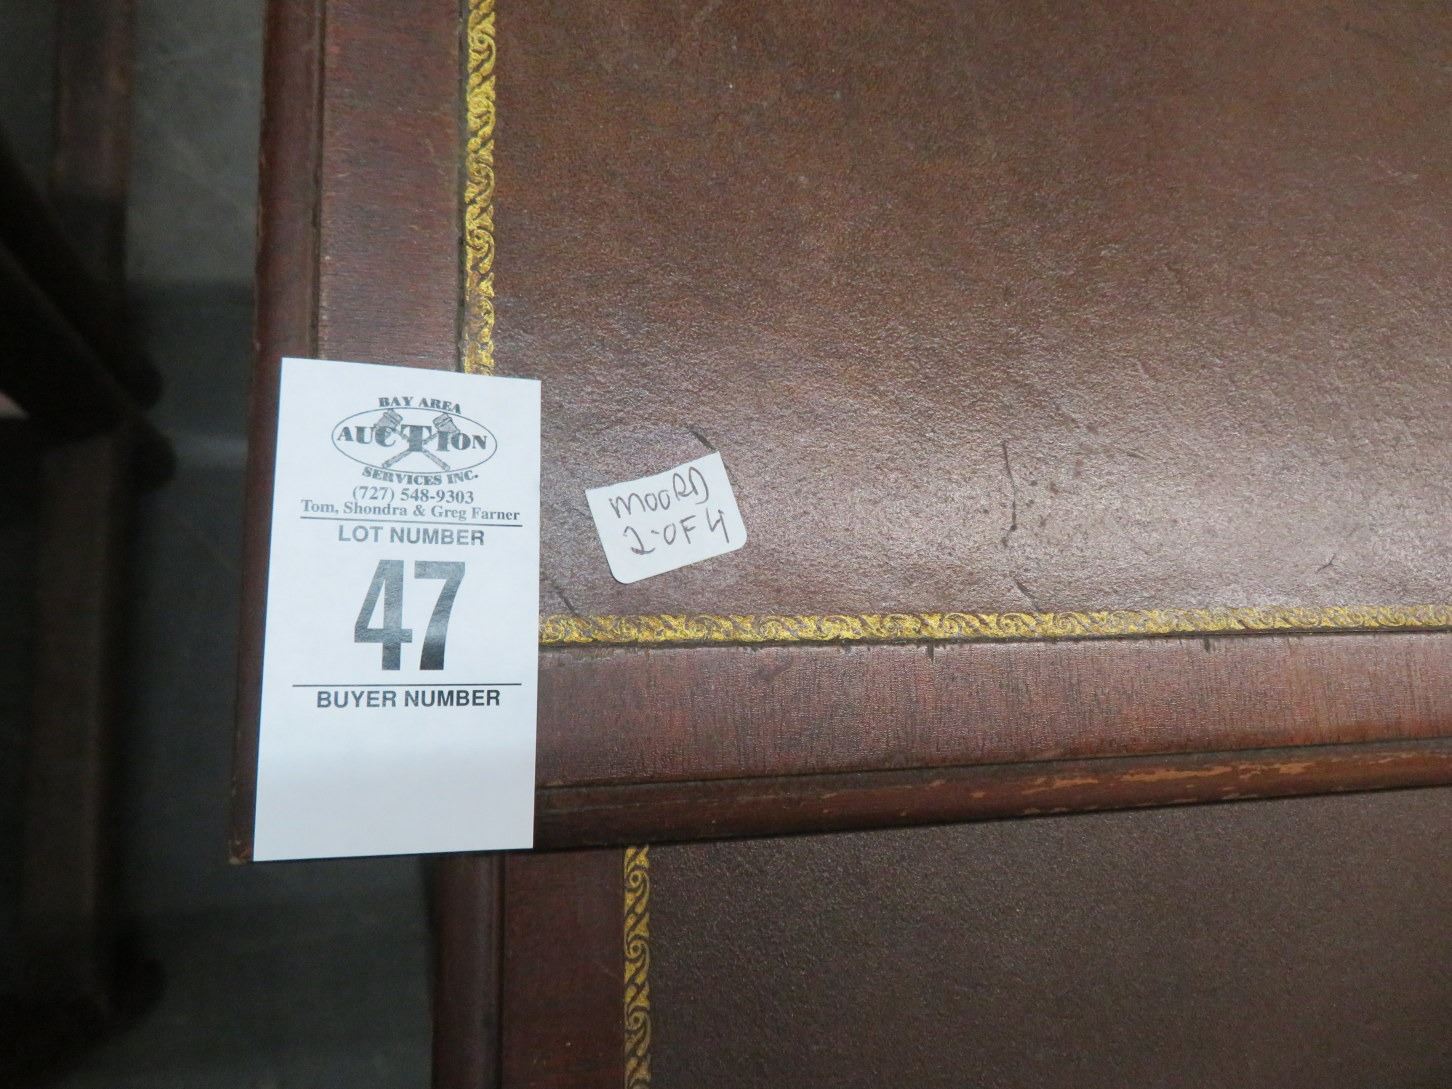 BAY AREA
AUCTION
SERVICES INC.
(727) 548-9303
Tom, Shondra & Greg Farner
LOT NUMBER
47
BUYER NUMBER
MOORD
2-OF 4